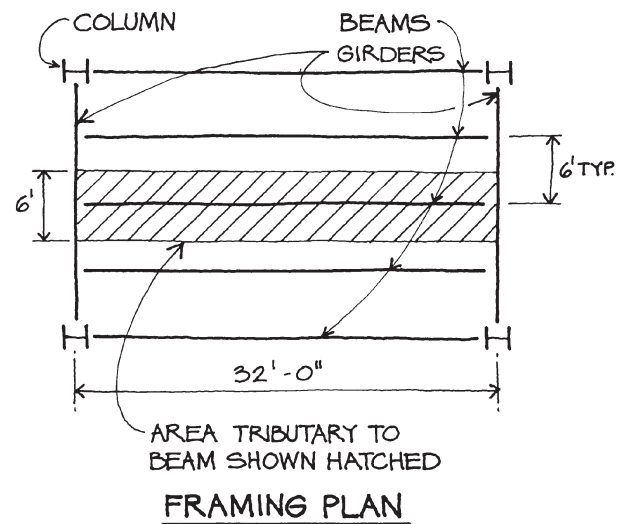 COLUMN
BEAMS
GIRDERS
6' TYP.
6'
32'-0"
AREA TRIBUTARY TO
BEAM SHOWN HATCHED
FRAMING PLAN